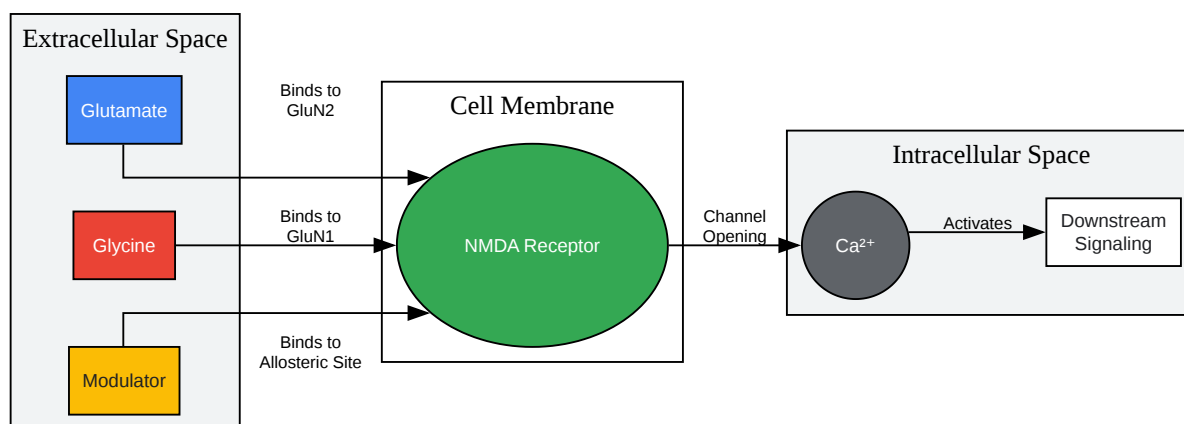 Extracellular Space
Glutamate
Binds to
GluN2
Cell Membrane
Glycine
Binds to
GluN1
NMDA Receptor
Channel
Opening
Intracellular Space
Ca²⁺
Activates
Downstream
Signaling
Modulator
Binds to
Allosteric Site